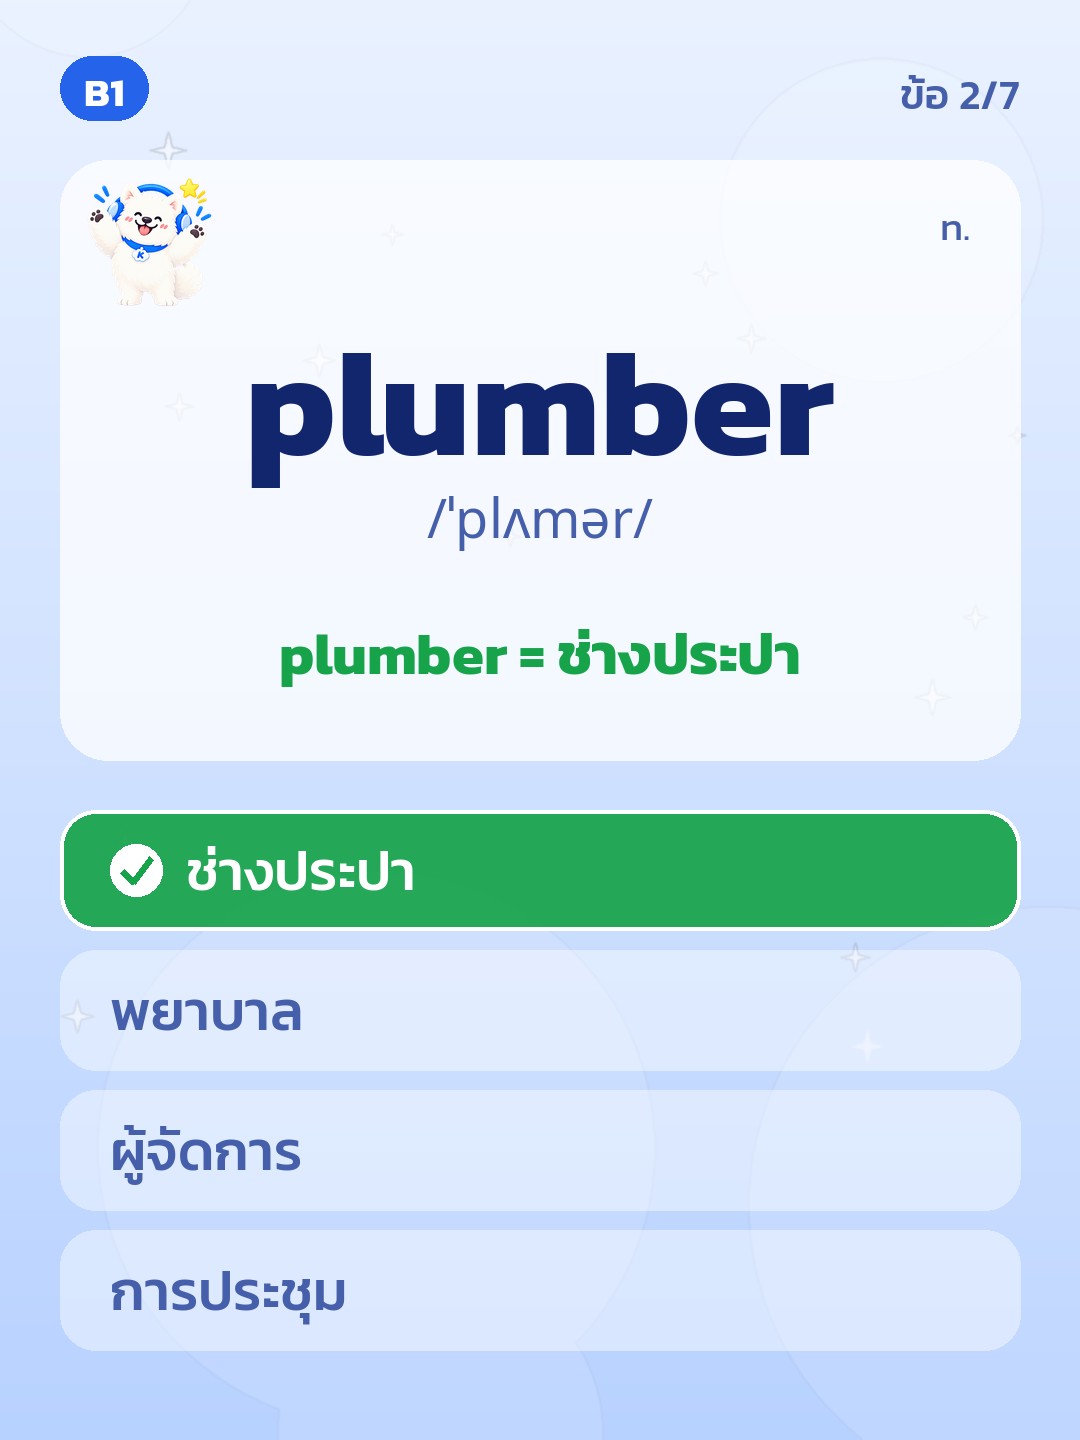 B1
ข้อ 2/7
n.
plumber
/ˈplʌmər/
plumber = ช่างประปา
ช่างประปา
พยาบาล
ผู้จัดการ
การประชุม